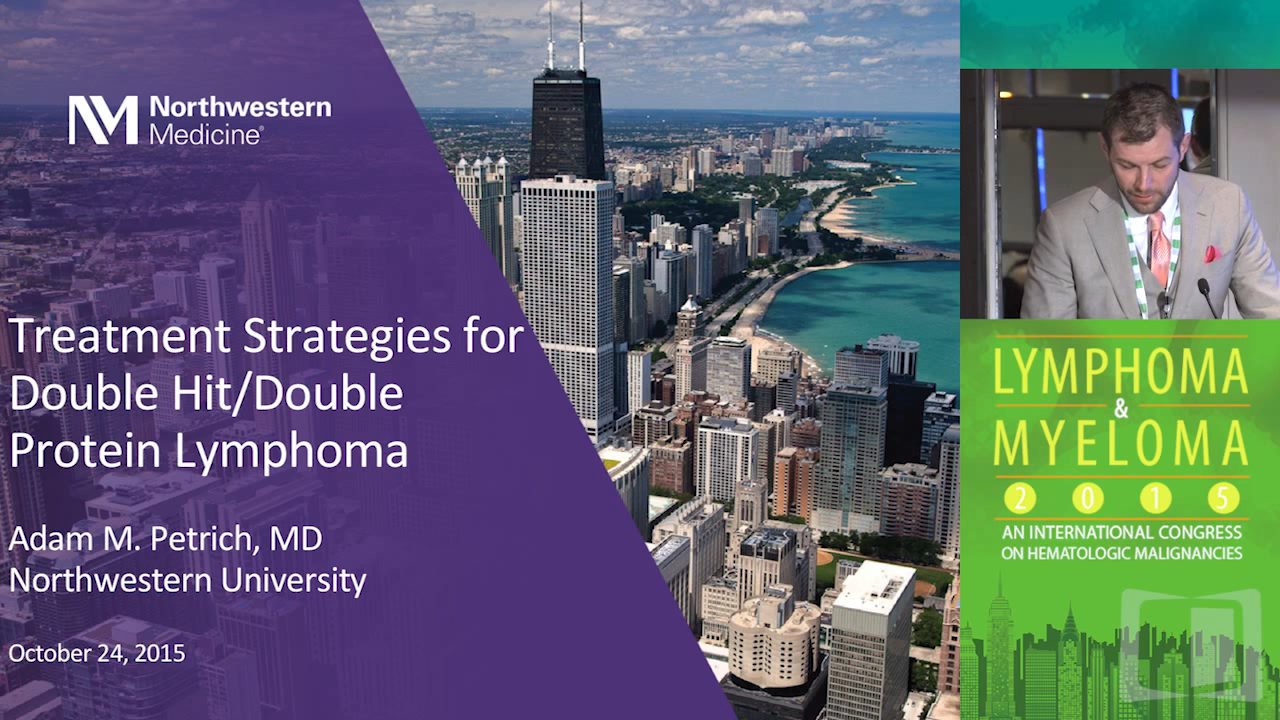 Northwestern
Medicine®
Treatment Strategies for
Double Hit/Double
Protein Lymphoma
Adam M. Petrich, MD
Northwestern University
October 24, 2015
LYMPHOMA
&
MYELOMA
2 0 1 5
AN INTERNATIONAL CONGRESS
ON HEMATOLOGIC MALIGNANCIES